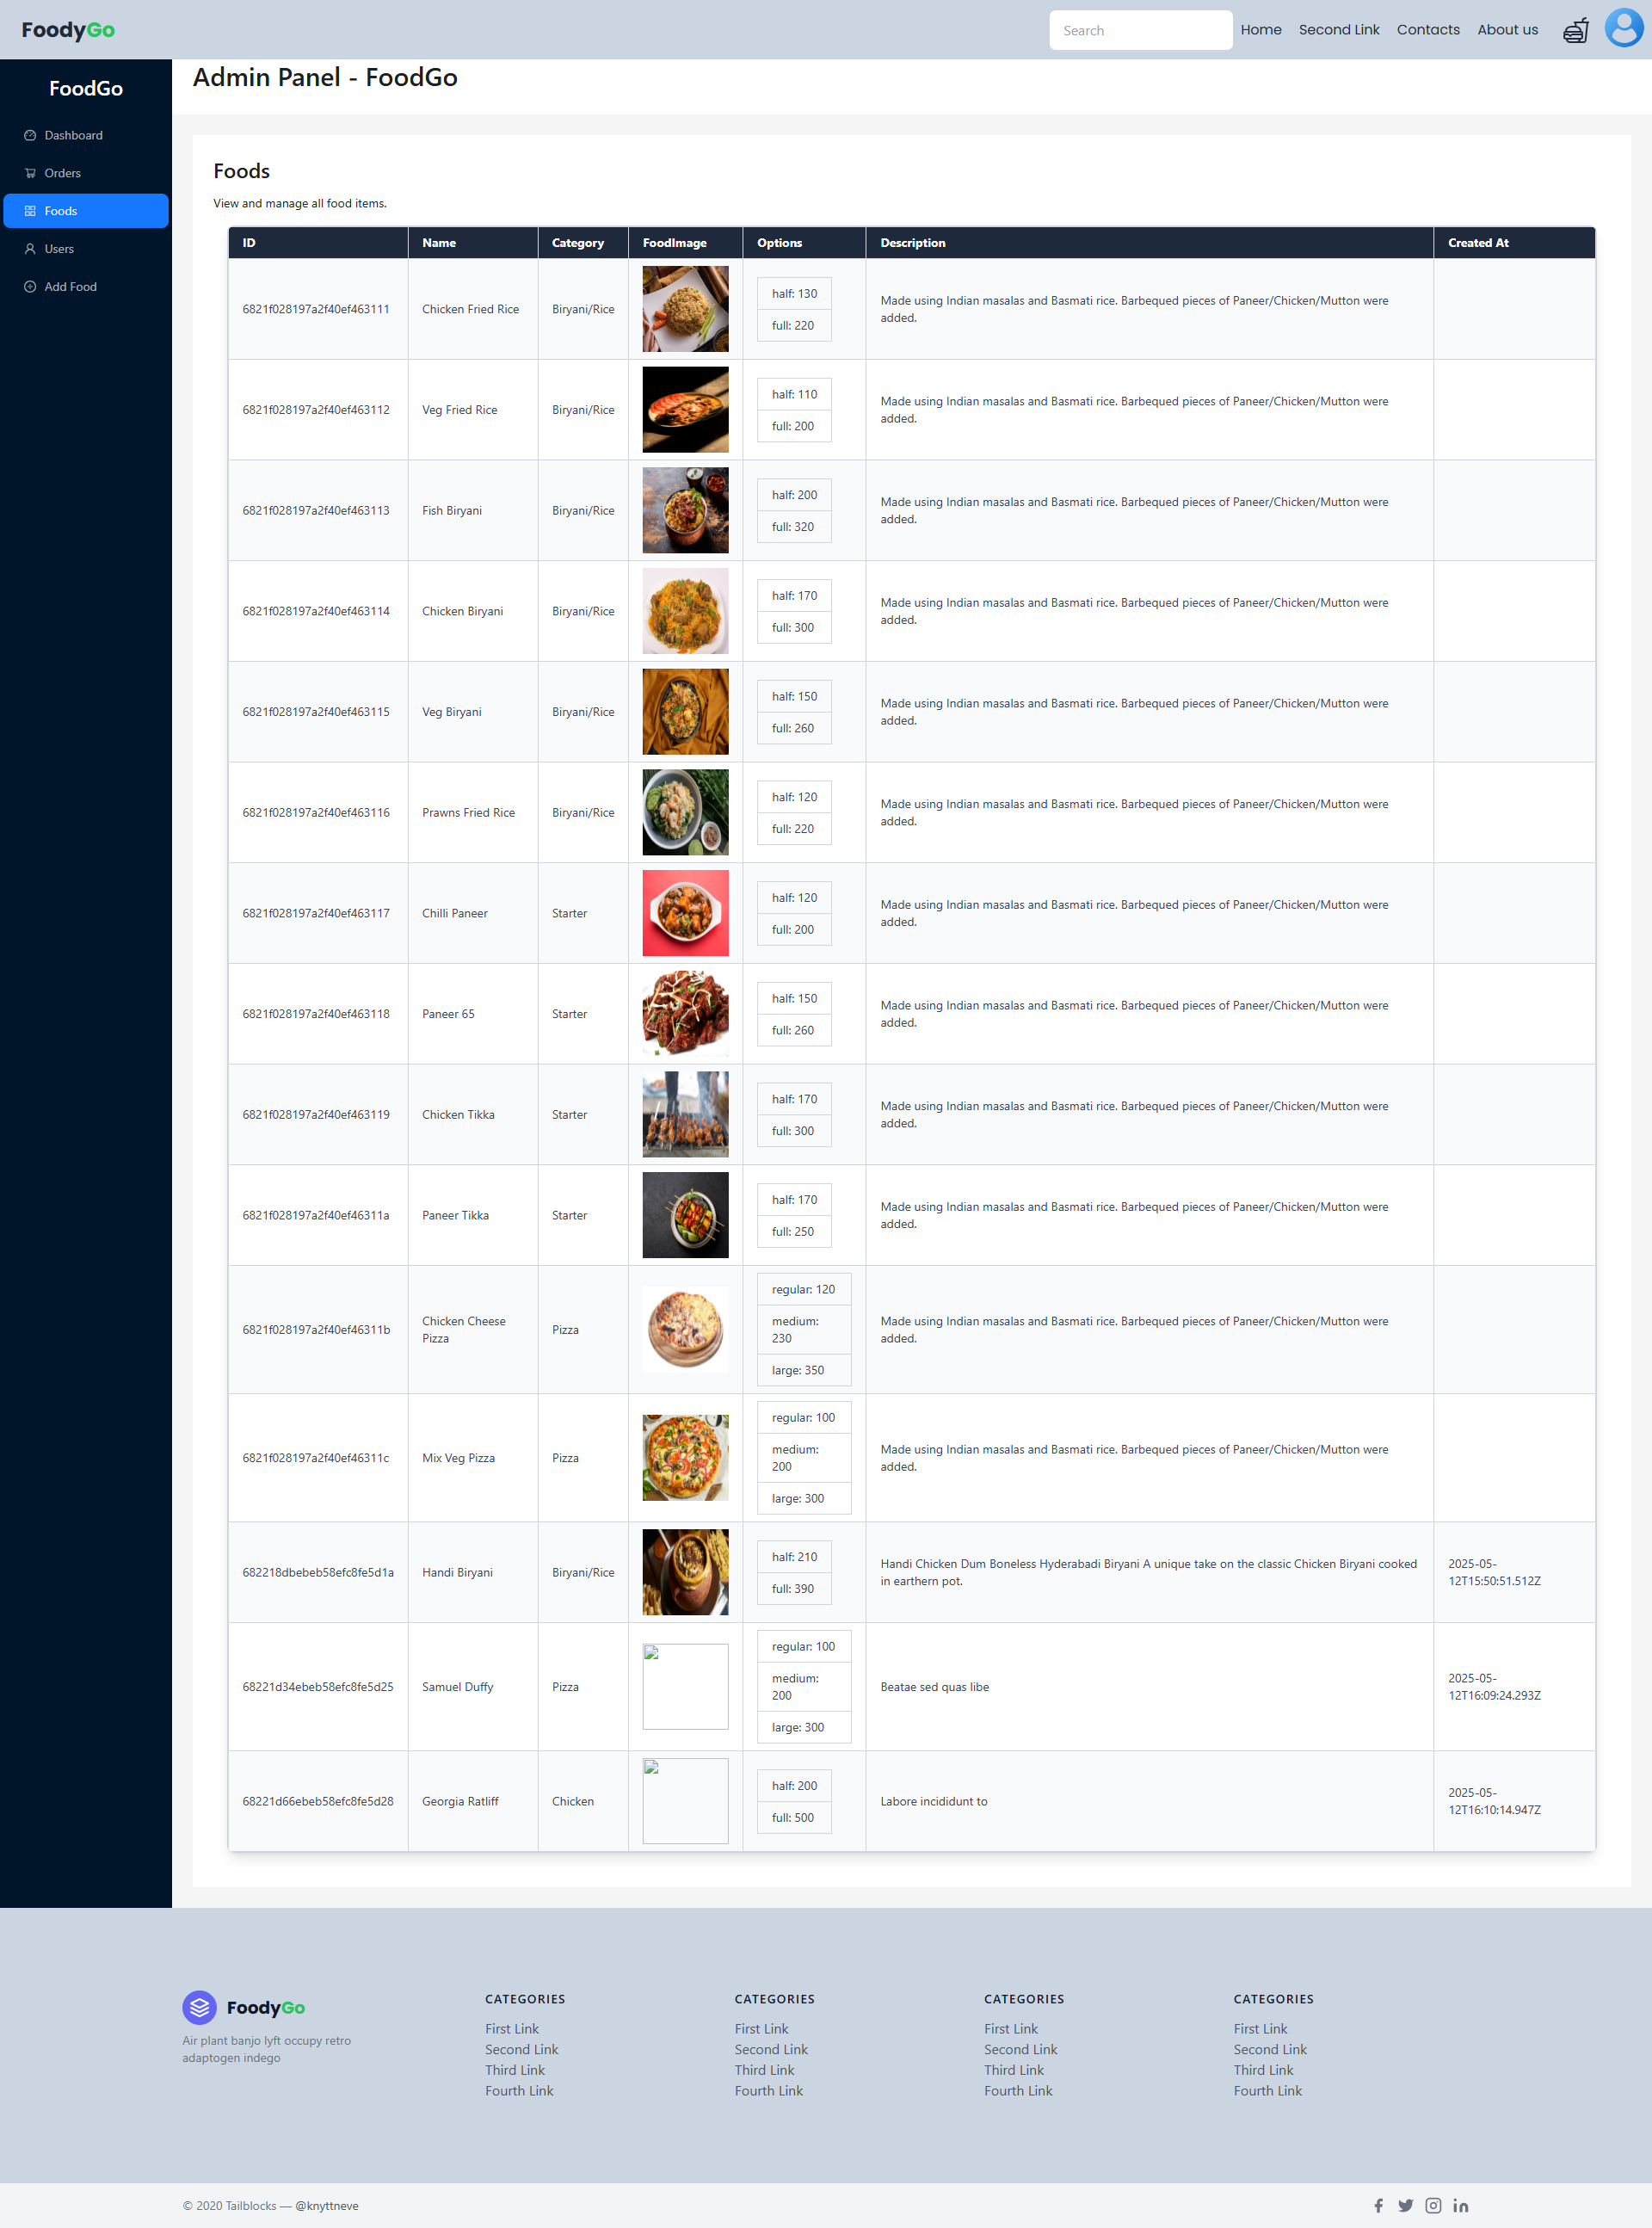 FoodyGo
Search
Home
Second Link
Contacts
About us
FoodGo
Dashboard
Orders
Foods
Users
Add Food
Admin Panel - FoodGo
Foods
View and manage all food items.
ID Name Category FoodImage Options Description Created At
6821f028197a2f40ef463111 Chicken Fried Rice Biryani/Rice
half: 130
full: 220
Made using Indian masalas and Basmati rice. Barbequed pieces of Paneer/Chicken/Mutton were
added.
6821f028197a2f40ef463112 Veg Fried Rice Biryani/Rice
half: 110
full: 200
Made using Indian masalas and Basmati rice. Barbequed pieces of Paneer/Chicken/Mutton were
added.
6821f028197a2f40ef463113 Fish Biryani Biryani/Rice
half: 200
full: 320
Made using Indian masalas and Basmati rice. Barbequed pieces of Paneer/Chicken/Mutton were
added.
6821f028197a2f40ef463114 Chicken Biryani Biryani/Rice
half: 170
full: 300
Made using Indian masalas and Basmati rice. Barbequed pieces of Paneer/Chicken/Mutton were
added.
6821f028197a2f40ef463115 Veg Biryani Biryani/Rice
half: 150
full: 260
Made using Indian masalas and Basmati rice. Barbequed pieces of Paneer/Chicken/Mutton were
added.
6821f028197a2f40ef463116 Prawns Fried Rice Biryani/Rice
half: 120
full: 220
Made using Indian masalas and Basmati rice. Barbequed pieces of Paneer/Chicken/Mutton were
added.
6821f028197a2f40ef463117 Chilli Paneer Starter
half: 120
full: 200
Made using Indian masalas and Basmati rice. Barbequed pieces of Paneer/Chicken/Mutton were
added.
6821f028197a2f40ef463118 Paneer 65 Starter
half: 150
full: 260
Made using Indian masalas and Basmati rice. Barbequed pieces of Paneer/Chicken/Mutton were
added.
6821f028197a2f40ef463119 Chicken Tikka Starter
half: 170
full: 300
Made using Indian masalas and Basmati rice. Barbequed pieces of Paneer/Chicken/Mutton were
added.
6821f028197a2f40ef46311a Paneer Tikka Starter
half: 170
full: 250
Made using Indian masalas and Basmati rice. Barbequed pieces of Paneer/Chicken/Mutton were
added.
6821f028197a2f40ef46311b
Chicken Cheese
Pizza
Pizza
regular: 120
medium:
230
large: 350
Made using Indian masalas and Basmati rice. Barbequed pieces of Paneer/Chicken/Mutton were
added.
6821f028197a2f40ef46311c Mix Veg Pizza Pizza
regular: 100
medium:
200
large: 300
Made using Indian masalas and Basmati rice. Barbequed pieces of Paneer/Chicken/Mutton were
added.
682218dbebeb58efc8fe5d1a Handi Biryani Biryani/Rice
half: 210
full: 390
Handi Chicken Dum Boneless Hyderabadi Biryani A unique take on the classic Chicken Biryani cooked
in earthern pot.
2025-05-
12T15:50:51.512Z
68221d34ebeb58efc8fe5d25 Samuel Duffy Pizza
regular: 100
medium:
200
large: 300
Beatae sed quas libe
2025-05-
12T16:09:24.293Z
68221d66ebeb58efc8fe5d28 Georgia Ratliff Chicken
half: 200
full: 500
Labore incididunt to
2025-05-
12T16:10:14.947Z
FoodyGo
Air plant banjo lyft occupy retro
adaptogen indego
CATEGORIES
First Link
Second Link
Third Link
Fourth Link
CATEGORIES
First Link
Second Link
Third Link
Fourth Link
CATEGORIES
First Link
Second Link
Third Link
Fourth Link
CATEGORIES
First Link
Second Link
Third Link
Fourth Link
© 2020 Tailblocks — @knyttneve